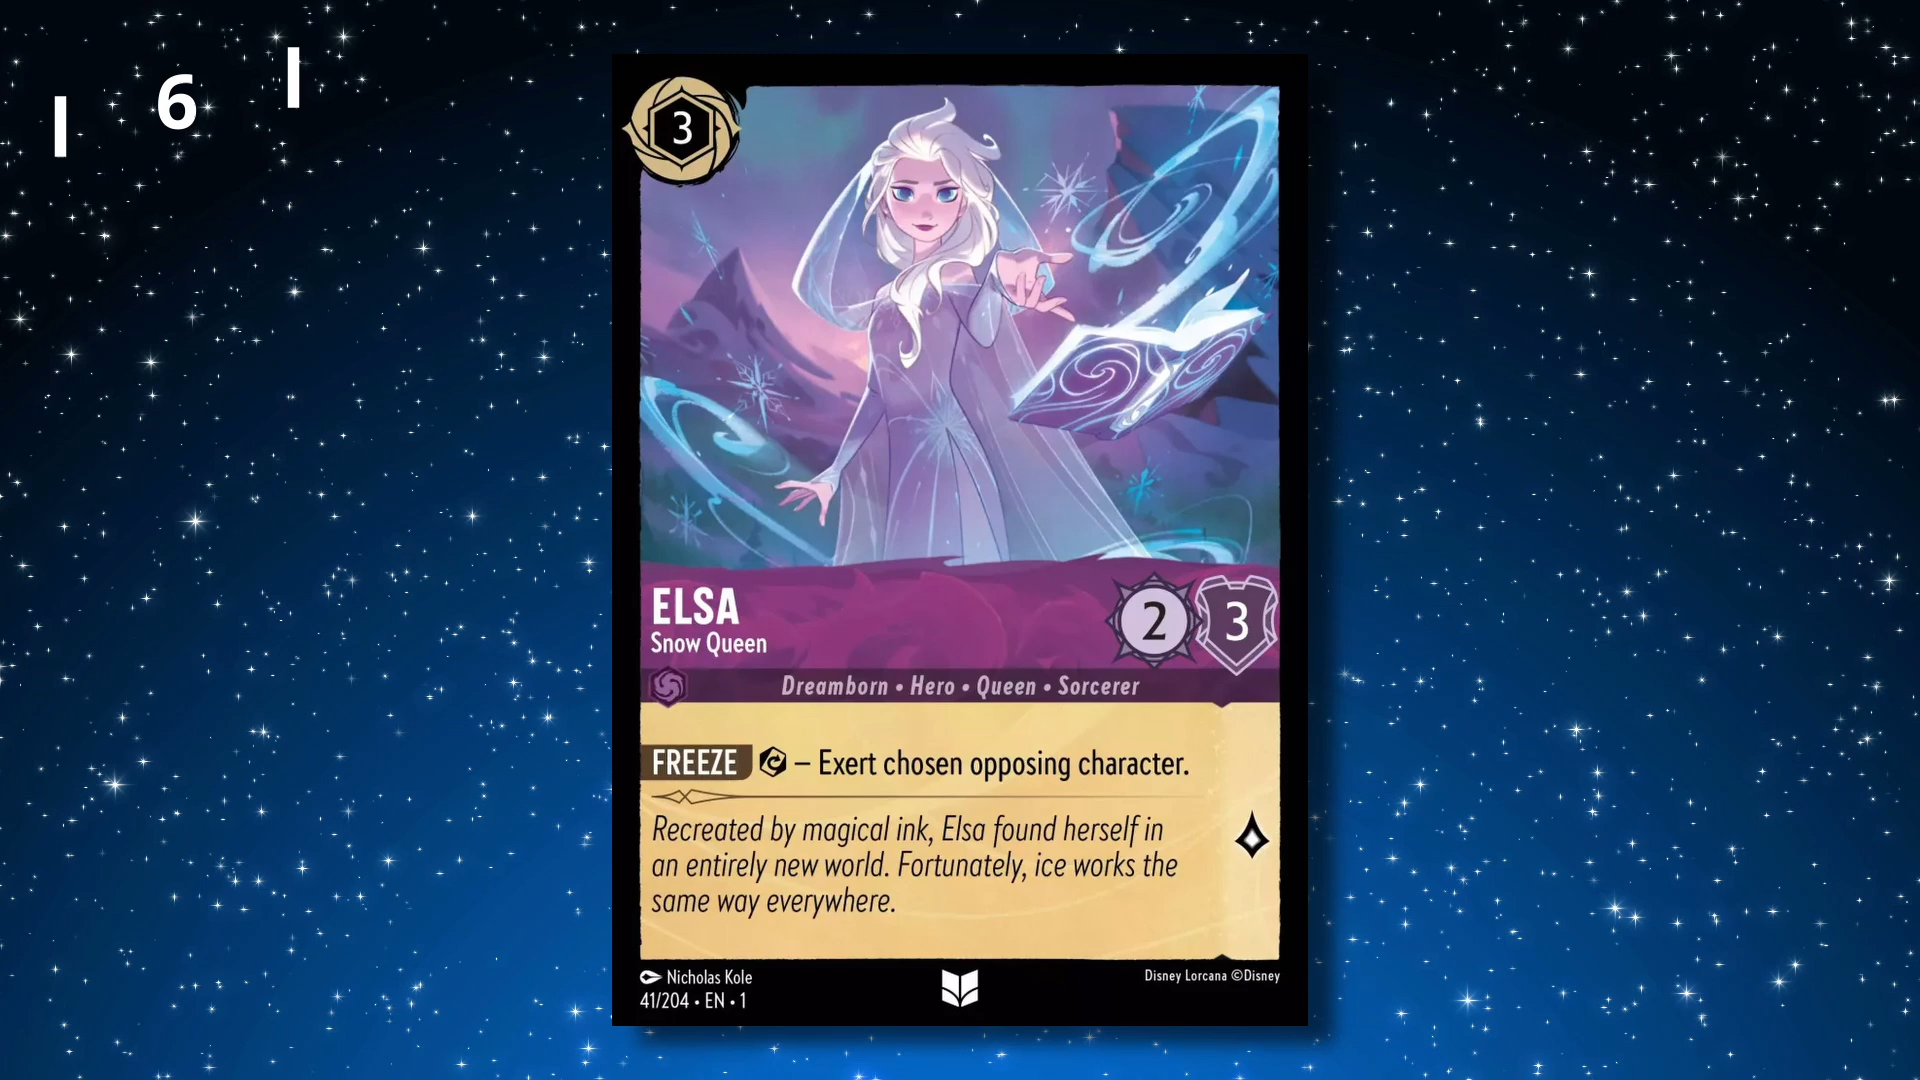 l 6 l
3
ELSA
Snow Queen
2 3
Dreamborn • Hero • Queen • Sorcerer
FREEZE – Exert chosen opposing character.
Recreated by magical ink, Elsa found herself in
an entirely new world. Fortunately, ice works the
same way everywhere.
Nicholas Kole
41/204 • EN • 1
Disney Lorcana ©Disney